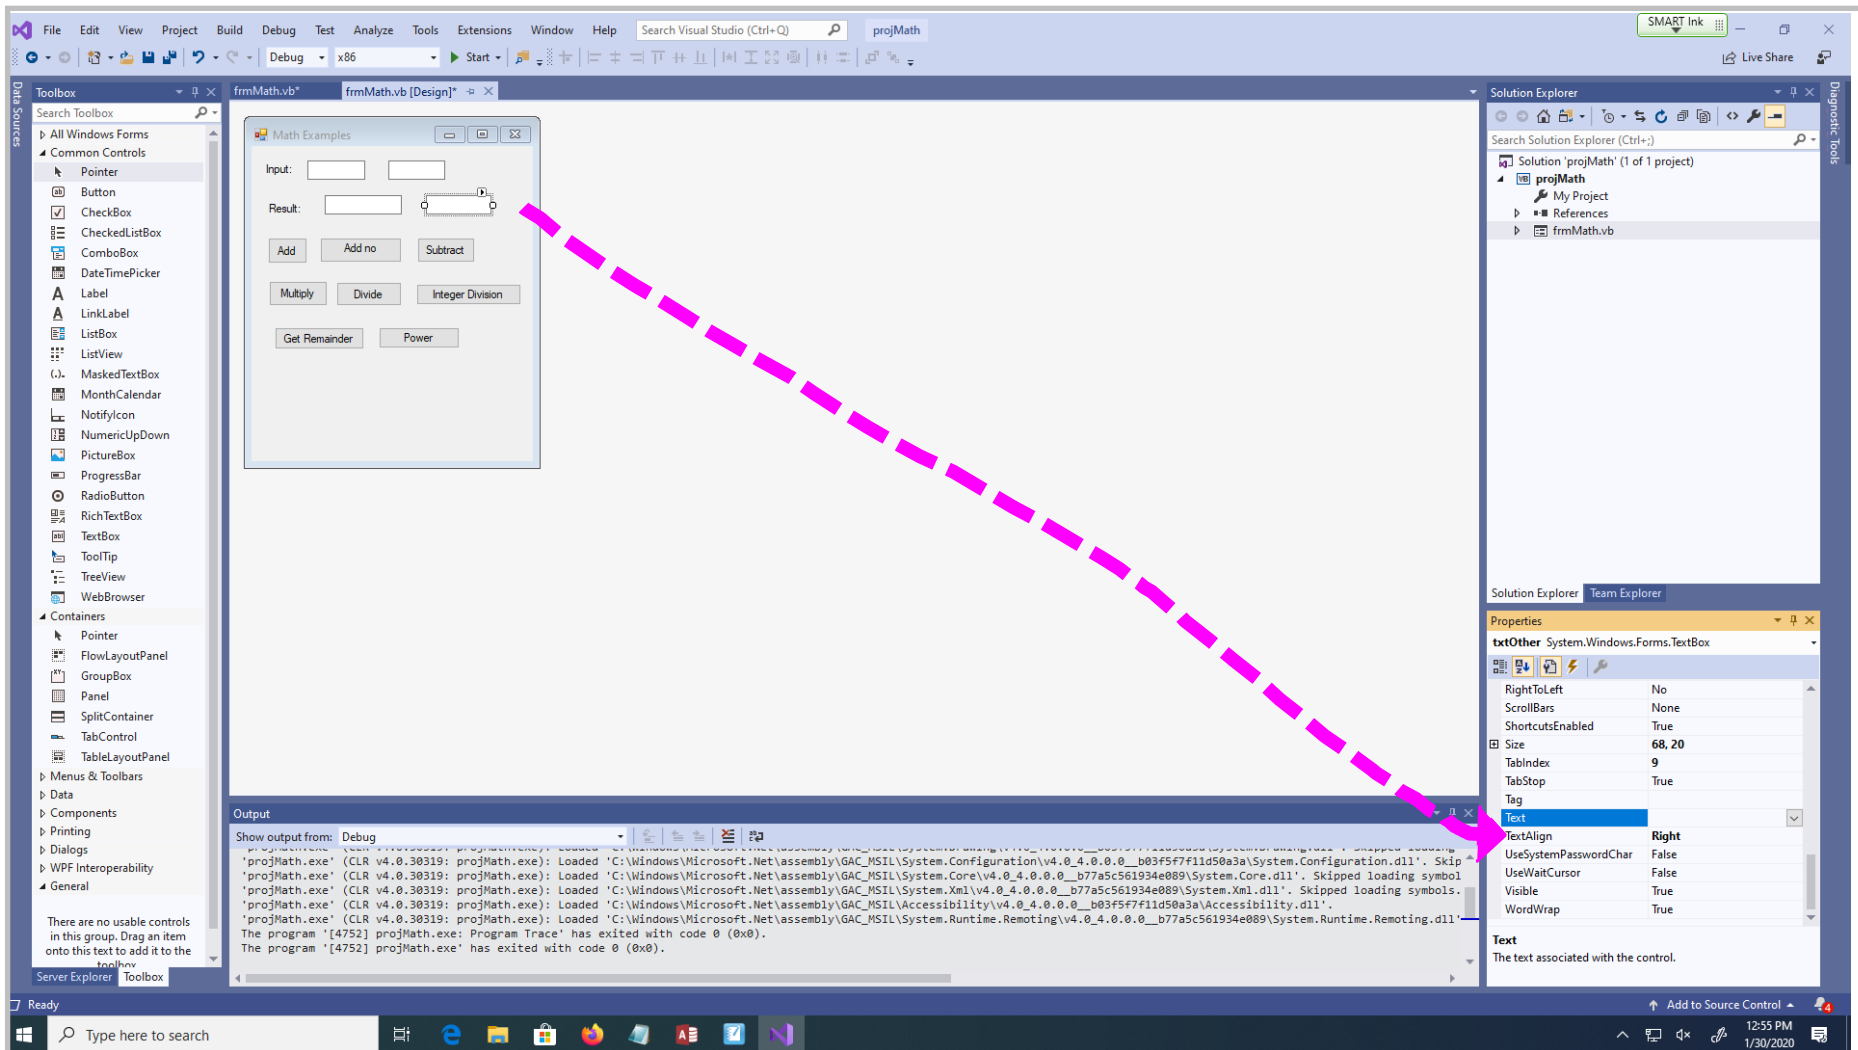 SMART Ink
File Edit View Project Build Debug Test Analyze Tools Extensions Window Help Search Visual Studio (Ctrl+Q) projMath
Debug x86 Start Live Share
Data Sources
Toolbox
Search Toolbox
All Windows Forms
Common Controls
Pointer
Button
CheckBox
CheckedListBox
ComboBox
DateTimePicker
Label
LinkLabel
ListBox
ListView
MaskedTextBox
MonthCalendar
NotifyIcon
NumericUpDown
PictureBox
ProgressBar
RadioButton
RichTextBox
TextBox
ToolTip
TreeView
WebBrowser
Containers
Pointer
FlowLayoutPanel
GroupBox
Panel
SplitContainer
TabControl
TableLayoutPanel
Menus & Toolbars
Data
Components
Printing
Dialogs
WPF Interoperability
General
There are no usable controls
in this group. Drag an item
onto this text to add it to the
toolbox.
Server Explorer Toolbox
frmMath.vb* frmMath.vb [Design]*
Math Examples
Input:
Result:
Add Add no Subtract
Multiply Divide Integer Division
Get Remainder Power
Output
Show output from: Debug
'projMath.exe' (CLR v4.0.30319: projMath.exe): Loaded 'C:\Windows\Microsoft.Net\assembly\GAC_MSIL\System.Configuration\v4.0_4.0.0.0__b03f5f7f11d50a3a\System.Configuration.dll'. Skip
'projMath.exe' (CLR v4.0.30319: projMath.exe): Loaded 'C:\Windows\Microsoft.Net\assembly\GAC_MSIL\System.Core\v4.0_4.0.0.0__b77a5c561934e089\System.Core.dll'. Skipped loading symbol
'projMath.exe' (CLR v4.0.30319: projMath.exe): Loaded 'C:\Windows\Microsoft.Net\assembly\GAC_MSIL\System.Xml\v4.0_4.0.0.0__b77a5c561934e089\System.Xml.dll'. Skipped loading symbols.
'projMath.exe' (CLR v4.0.30319: projMath.exe): Loaded 'C:\Windows\Microsoft.Net\assembly\GAC_MSIL\Accessibility\v4.0_4.0.0.0__b03f5f7f11d50a3a\Accessibility.dll'.
'projMath.exe' (CLR v4.0.30319: projMath.exe): Loaded 'C:\Windows\Microsoft.Net\assembly\GAC_MSIL\System.Runtime.Remoting\v4.0_4.0.0.0__b77a5c561934e089\System.Runtime.Remoting.dll'
The program '[4752] projMath.exe: Program Trace' has exited with code 0 (0x0).
The program '[4752] projMath.exe' has exited with code 0 (0x0).
Solution Explorer
Search Solution Explorer (Ctrl+;)
Solution 'projMath' (1 of 1 project)
projMath
My Project
References
frmMath.vb
Solution Explorer Team Explorer
Diagnostic Tools
Properties
txtOther System.Windows.Forms.TextBox
RightToLeft No
ScrollBars None
ShortcutsEnabled True
Size 68, 20
TabIndex 9
TabStop True
Tag
Text
TextAlign Right
UseSystemPasswordChar False
UseWaitCursor False
Visible True
WordWrap True
Text
The text associated with the control.
Ready Add to Source Control 4
Type here to search
12:55 PM
1/30/2020